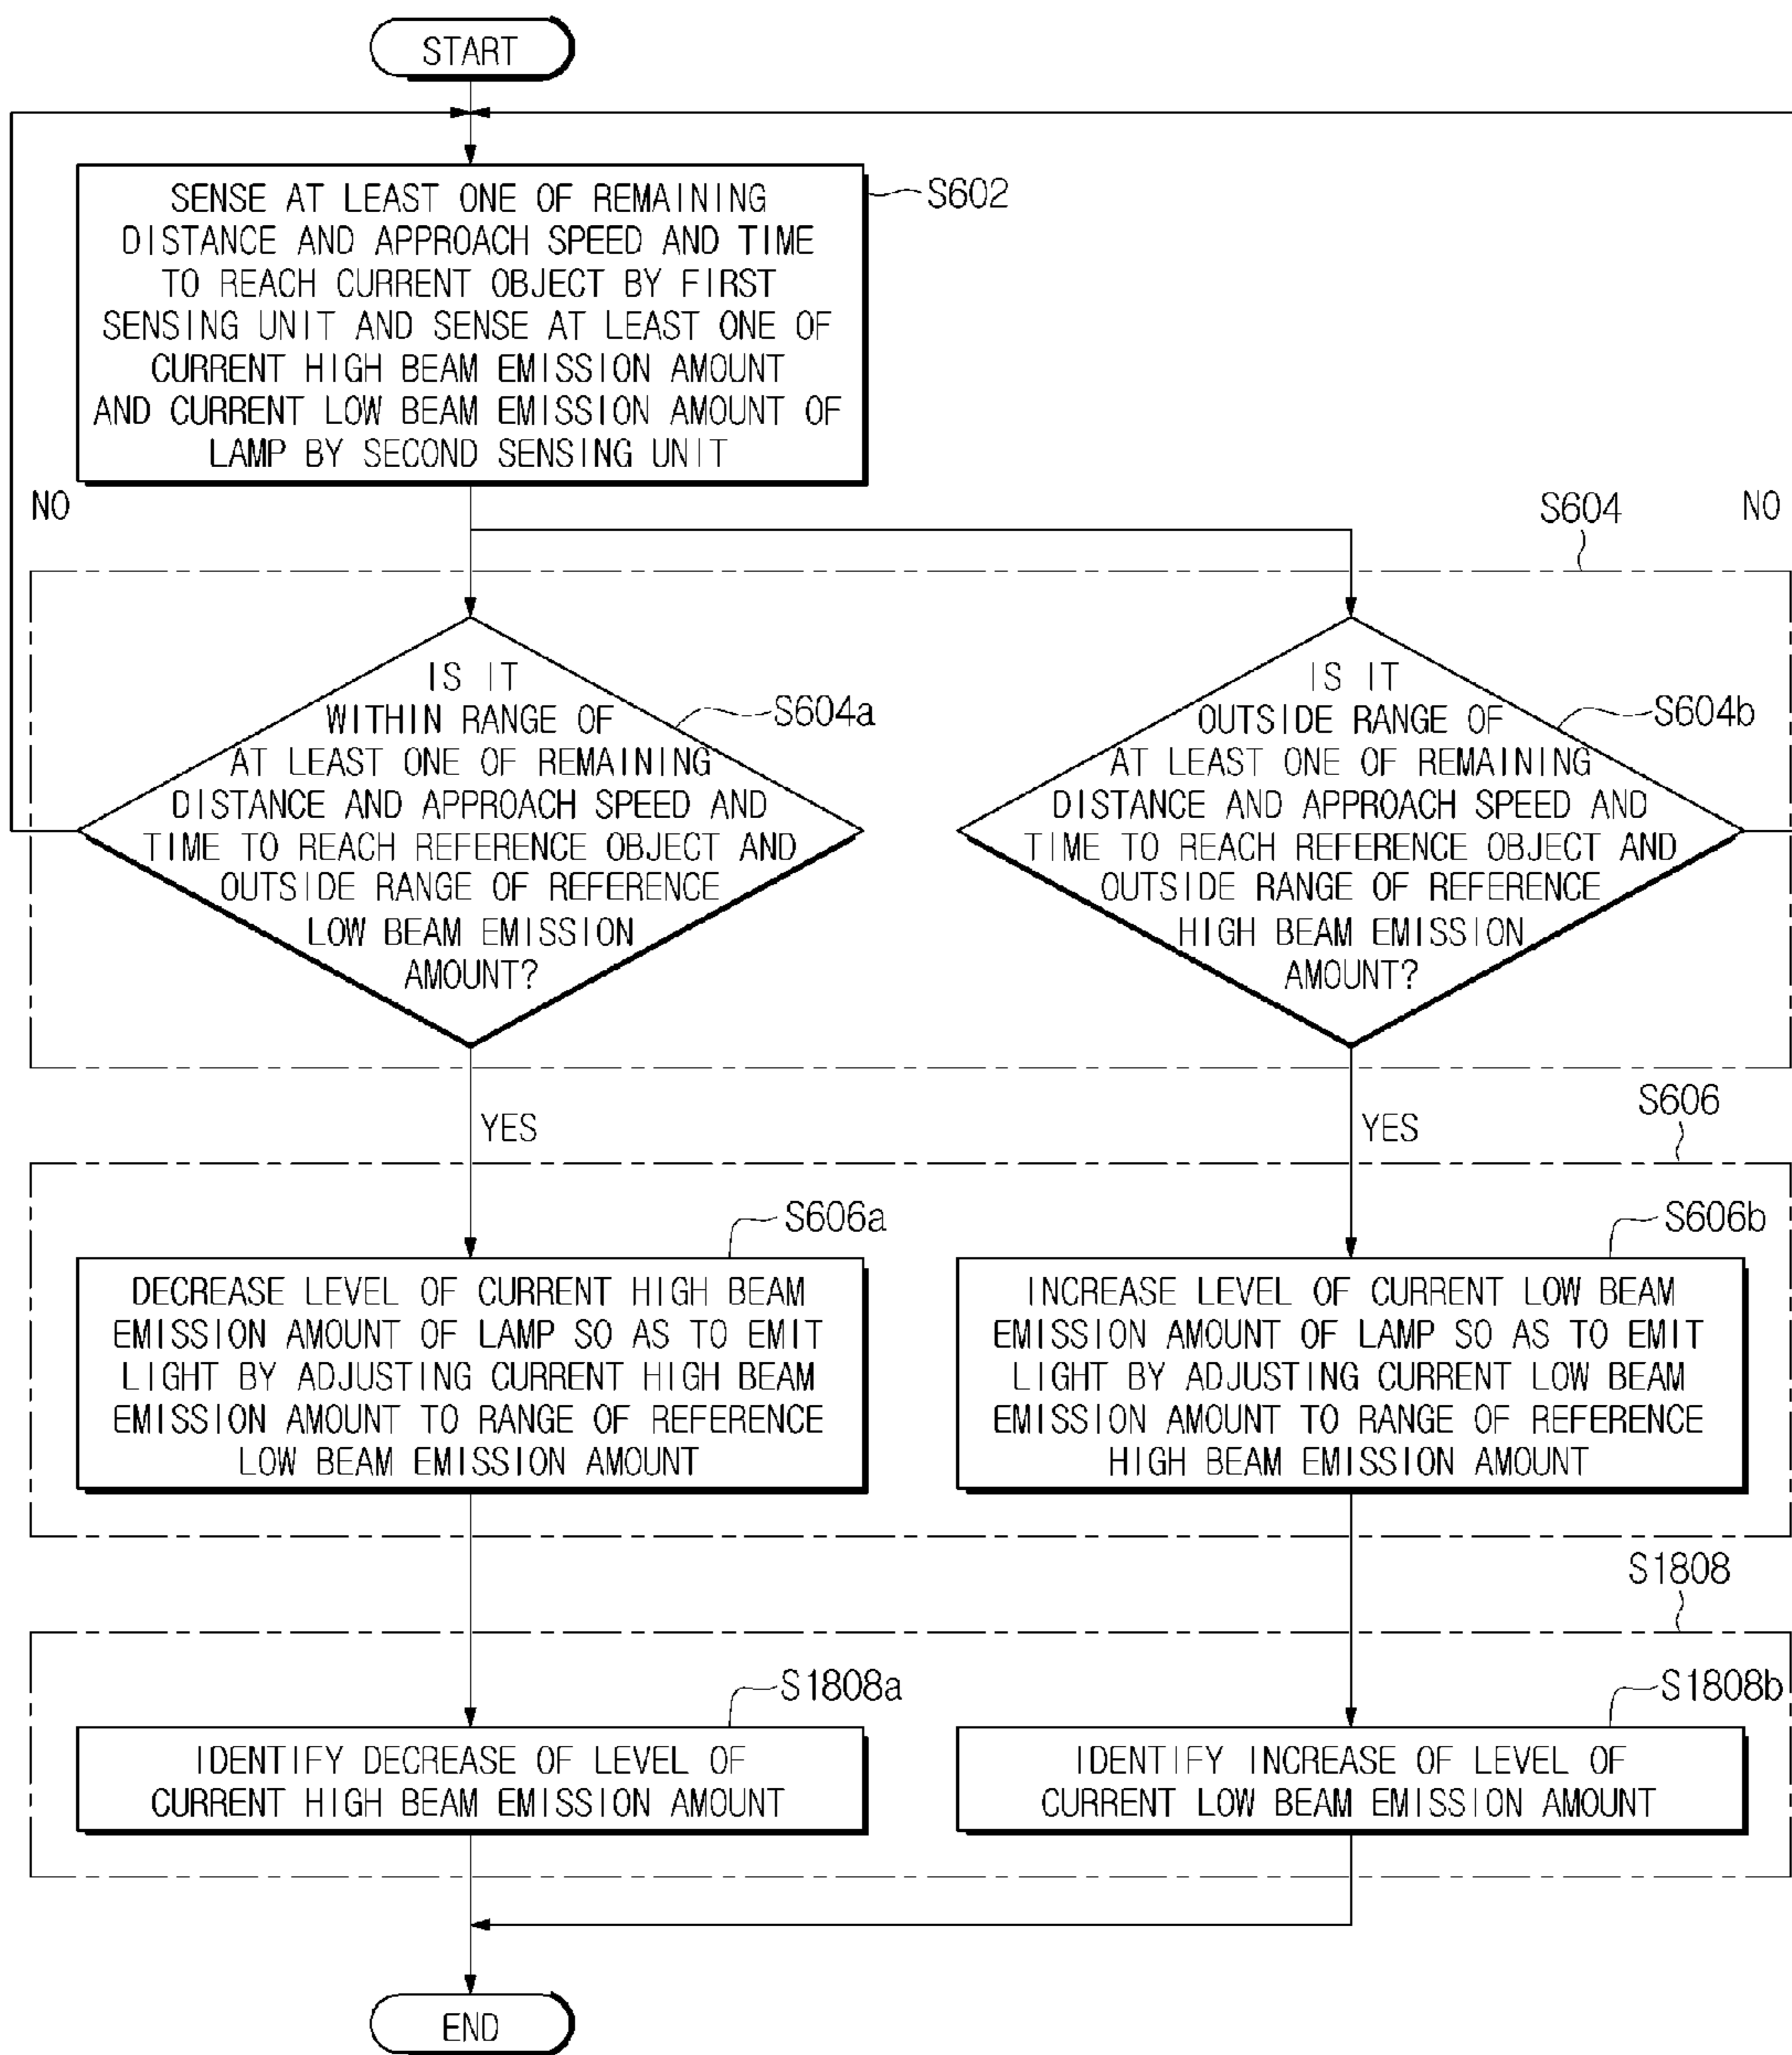 START
SENSE AT LEAST ONE OF REMAINING
DISTANCE AND APPROACH SPEED AND TIME
TO REACH CURRENT OBJECT BY FIRST
SENSING UNIT AND SENSE AT LEAST ONE OF
CURRENT HIGH BEAM EMISSION AMOUNT
AND CURRENT LOW BEAM EMISSION AMOUNT OF
LAMP BY SECOND SENSING UNIT
S602
NO
S604
NO
IS IT
WITHIN RANGE OF
AT LEAST ONE OF REMAINING
DISTANCE AND APPROACH SPEED AND
TIME TO REACH REFERENCE OBJECT AND
OUTSIDE RANGE OF REFERENCE
LOW BEAM EMISSION
AMOUNT?
S604a
IS IT
OUTSIDE RANGE OF
AT LEAST ONE OF REMAINING
DISTANCE AND APPROACH SPEED AND
TIME TO REACH REFERENCE OBJECT AND
OUTSIDE RANGE OF REFERENCE
HIGH BEAM EMISSION
AMOUNT?
S604b
YES
YES
S606
S606a
DECREASE LEVEL OF CURRENT HIGH BEAM
EMISSION AMOUNT OF LAMP SO AS TO EMIT
LIGHT BY ADJUSTING CURRENT HIGH BEAM
EMISSION AMOUNT TO RANGE OF REFERENCE
LOW BEAM EMISSION AMOUNT
S606b
INCREASE LEVEL OF CURRENT LOW BEAM
EMISSION AMOUNT OF LAMP SO AS TO EMIT
LIGHT BY ADJUSTING CURRENT LOW BEAM
EMISSION AMOUNT TO RANGE OF REFERENCE
HIGH BEAM EMISSION AMOUNT
S1808
S1808a
IDENTIFY DECREASE OF LEVEL OF
CURRENT HIGH BEAM EMISSION AMOUNT
S1808b
IDENTIFY INCREASE OF LEVEL OF
CURRENT LOW BEAM EMISSION AMOUNT
END